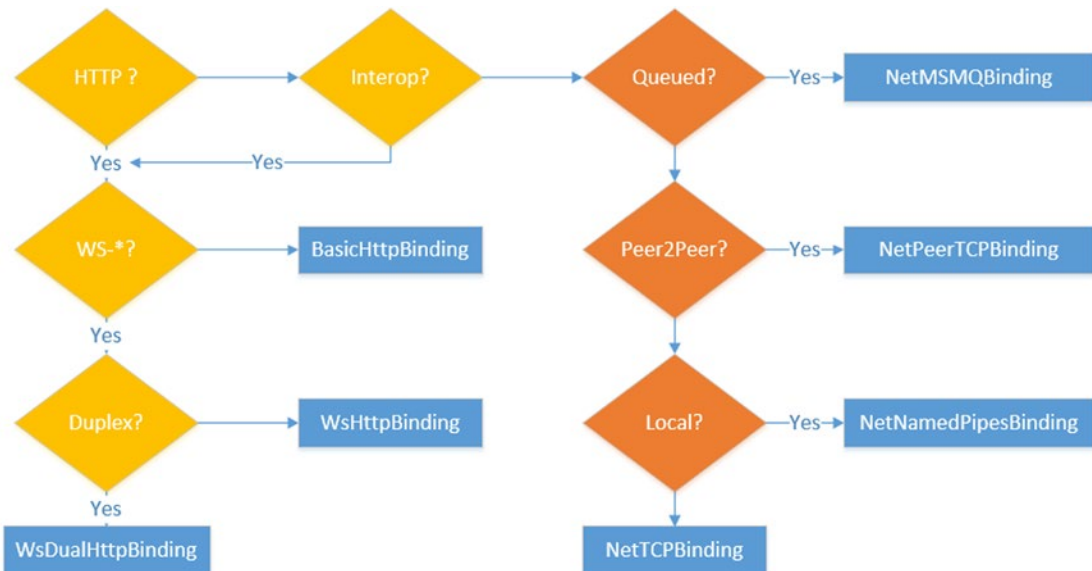 HTTP ?
Interop?
Queued?
Yes
NetMSMQBinding
Yes
Yes
WS-*?
BasicHttpBinding
Peer2Peer?
Yes
NetPeerTCPBinding
Yes
Duplex?
WsHttpBinding
Local?
Yes
NetNamedPipesBinding
Yes
WsDualHttpBinding
NetTCPBinding